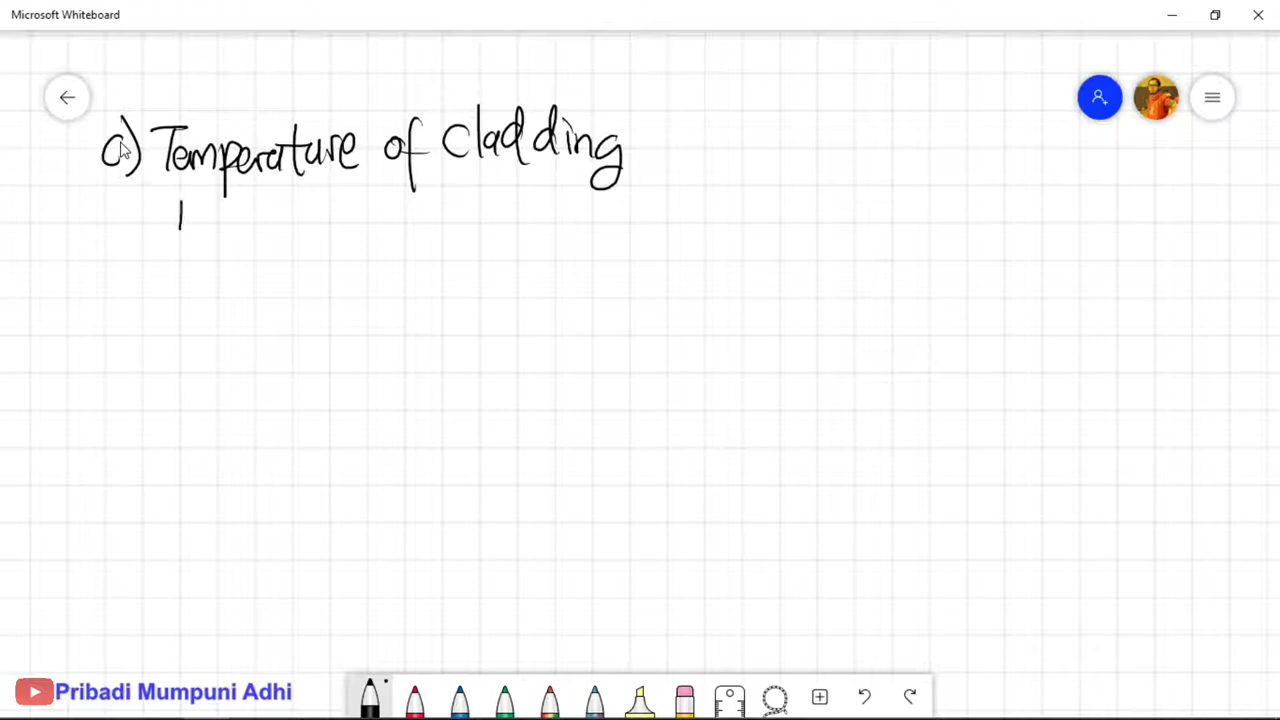 Microsoft Whiteboard
a) Temperature of cladding
Pribadi Mumpuni Adhi